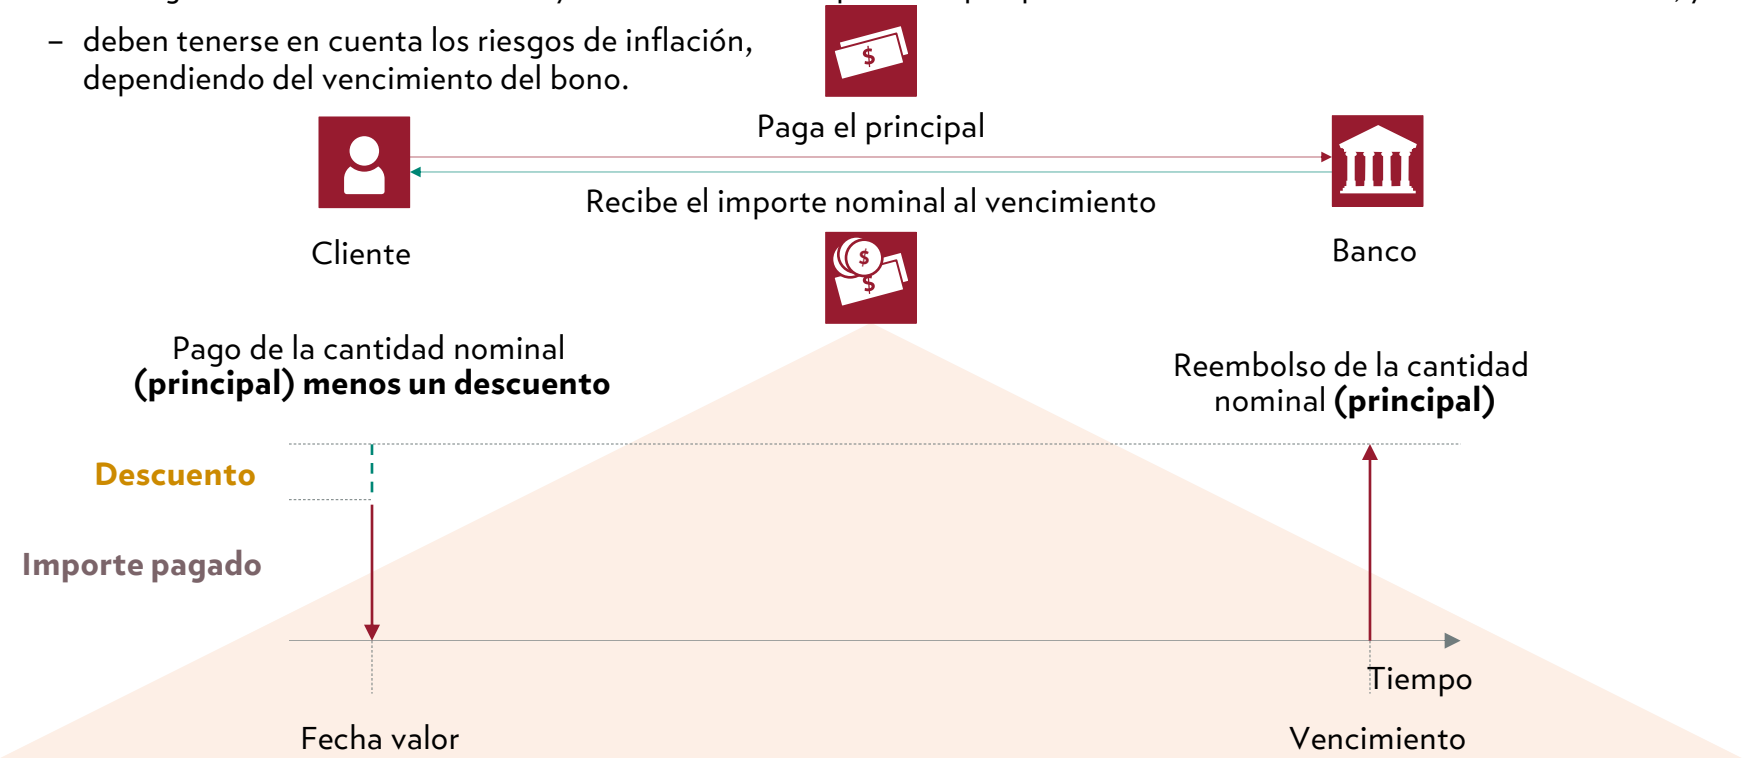 – deben tenerse en cuenta los riesgos de inflación,
dependiendo del vencimiento del bono.
$
Paga el principal
Recibe el importe nominal al vencimiento
Cliente
Banco
$
$
Pago de la cantidad nominal
(principal) menos un descuento
Reembolso de la cantidad
nominal (principal)
Descuento
Importe pagado
Tiempo
Fecha valor
Vencimiento